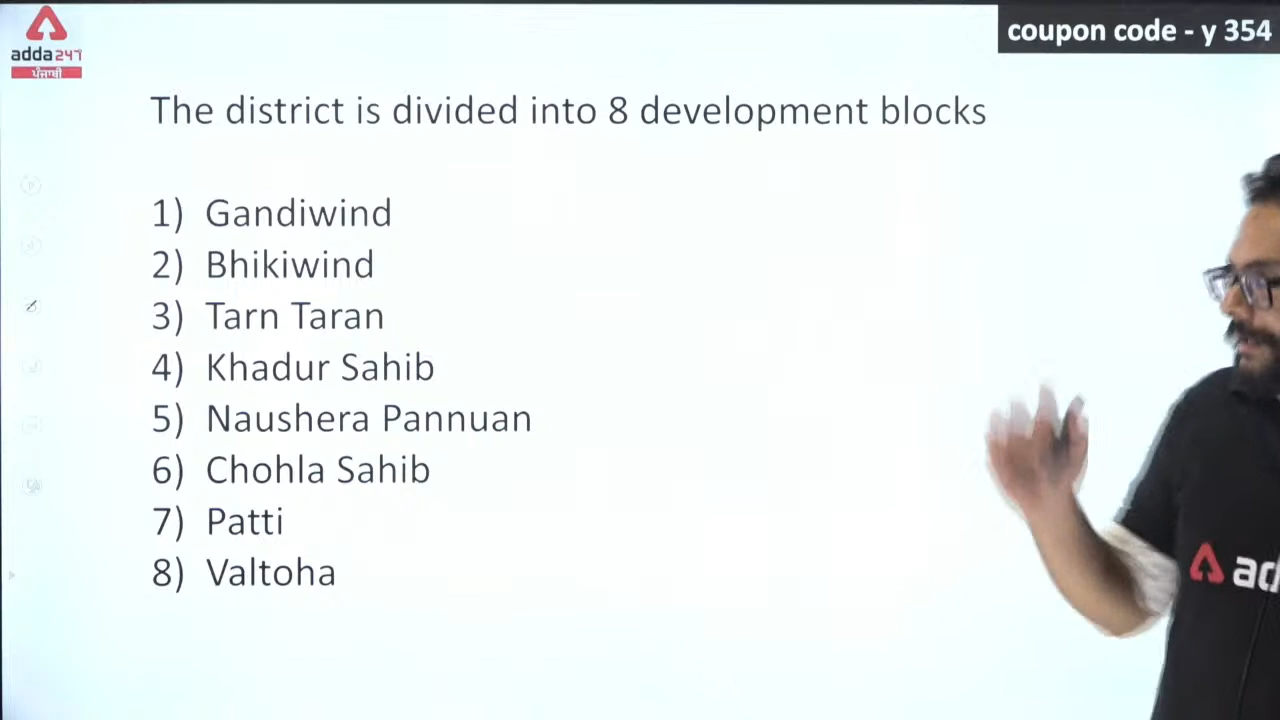 adda247
ਪੰਜਾਬੀ
coupon code - y 354
The district is divided into 8 development blocks
1) Gandiwind
2) Bhikiwind
3) Tarn Taran
4) Khadur Sahib
5) Naushera Pannuan
6) Chohla Sahib
7) Patti
8) Valtoha
ad